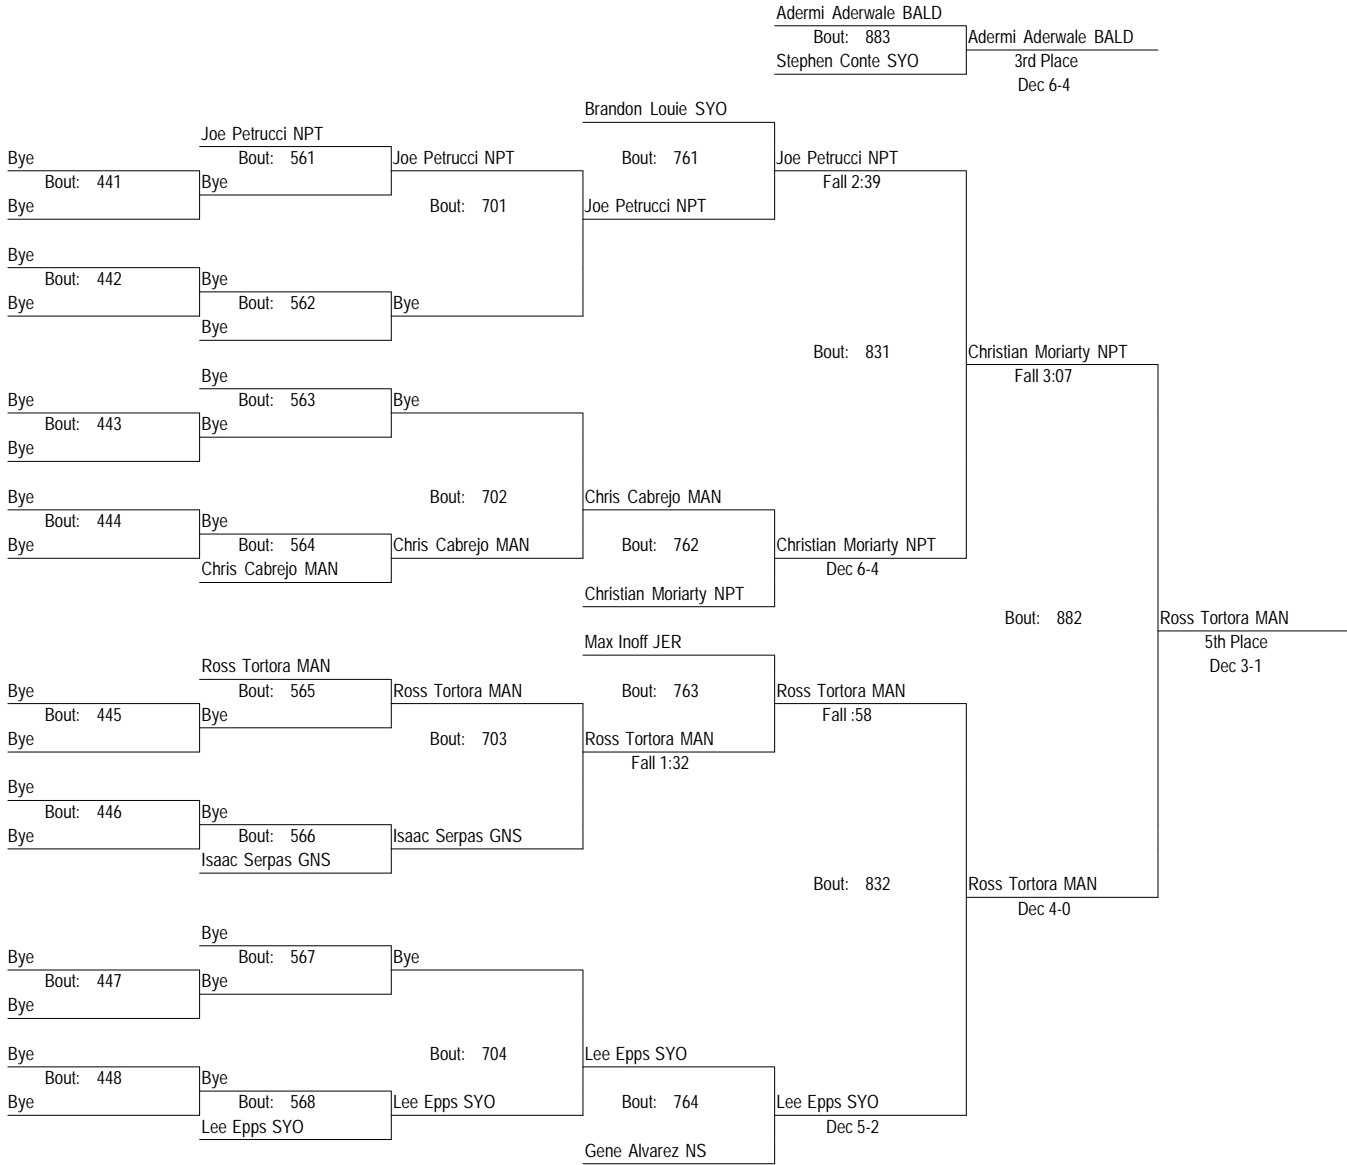 Adermi Aderwale BALD
Bout: 883
Adermi Aderwale BALD
Stephen Conte SYO
3rd Place
Dec 6-4
Brandon Louie SYO
Joe Petrucci NPT
Bye
Bout: 561
Joe Petrucci NPT
Bout: 761
Joe Petrucci NPT
Bout: 441
Bye
Fall 2:39
Bye
Bout: 701
Joe Petrucci NPT
Bye
Bout: 442
Bye
Bye
Bout: 562
Bye
Bye
Bout: 831
Christian Moriarty NPT
Bye
Fall 3:07
Bye
Bout: 563
Bye
Bout: 443
Bye
Bye
Bye
Bout: 702
Chris Cabrejo MAN
Bout: 444
Bye
Bye
Bout: 564
Chris Cabrejo MAN
Bout: 762
Christian Moriarty NPT
Chris Cabrejo MAN
Dec 6-4
Christian Moriarty NPT
Bout: 882
Ross Tortora MAN
Max Inoff JER
5th Place
Ross Tortora MAN
Dec 3-1
Bye
Bout: 565
Ross Tortora MAN
Bout: 763
Ross Tortora MAN
Bout: 445
Bye
Fall :58
Bye
Bout: 703
Ross Tortora MAN
Fall 1:32
Bye
Bout: 446
Bye
Bye
Bout: 566
Isaac Serpas GNS
Isaac Serpas GNS
Bout: 832
Ross Tortora MAN
Dec 4-0
Bye
Bye
Bout: 567
Bye
Bout: 447
Bye
Bye
Bye
Bout: 704
Lee Epps SYO
Bout: 448
Bye
Bye
Bout: 568
Lee Epps SYO
Bout: 764
Lee Epps SYO
Lee Epps SYO
Dec 5-2
Gene Alvarez NS